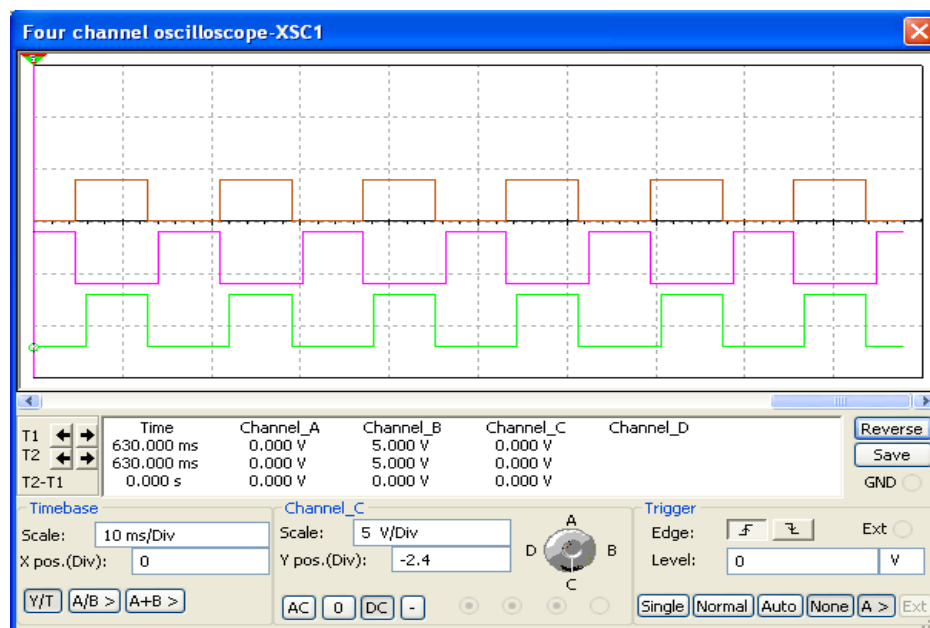 Four channel oscilloscope-XSC1
Time Channel_A Channel_B Channel_C Channel_D
T1 630.000 ms 0.000 V 5.000 V 0.000 V
T2 630.000 ms 0.000 V 5.000 V 0.000 V
T2-T1 0.000 s 0.000 V 0.000 V 0.000 V
Reverse
Save
GND
Timebase
Scale: 10 ms/Div
X pos.(Div): 0
Y/T A/B > A+B >
Channel_C
Scale: 5 V/Div
Y pos.(Div): -2.4
AC 0 DC -
A
D B
C
Trigger
Edge: Ext
Level: 0 V
Single Normal Auto None A > Ext